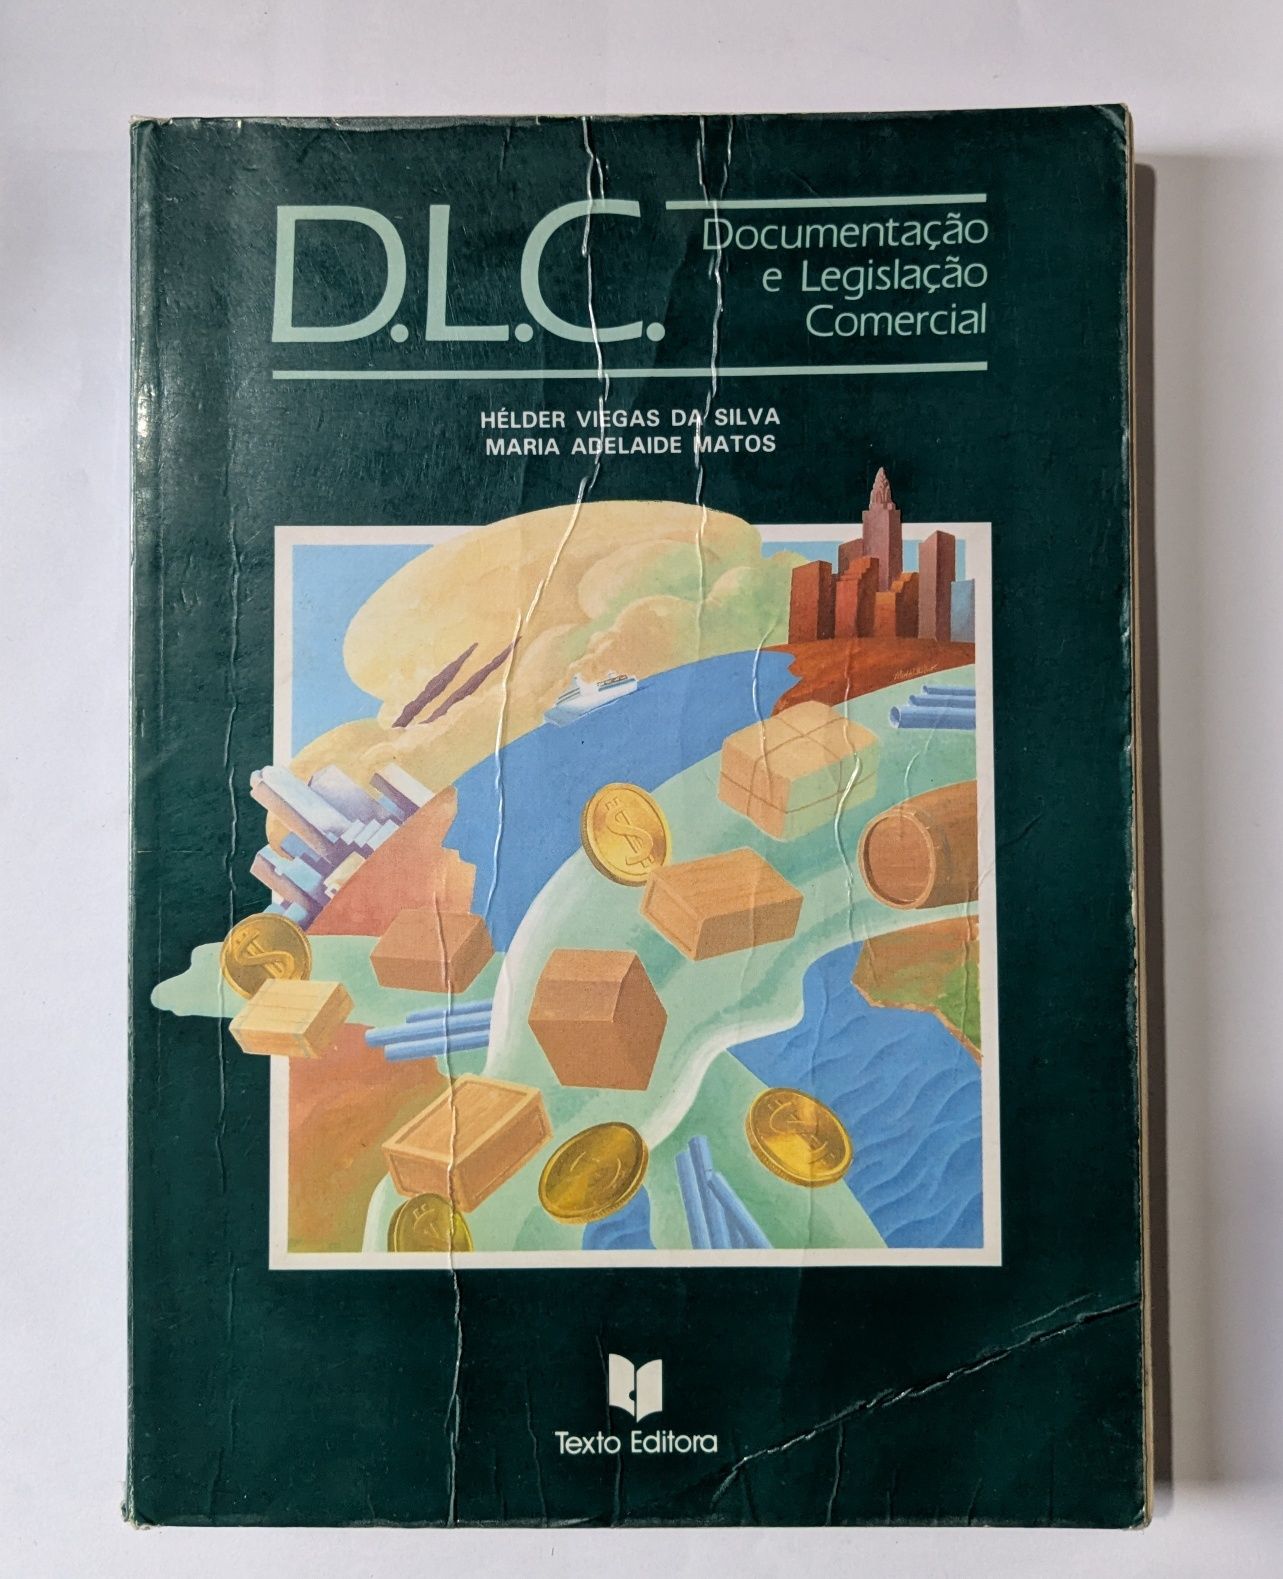 D.L.C.
Documentação
e Legislação
Comercial
HÉLDER VIEGAS DA SILVA
MARIA ADELAIDE MATOS
$
$
Texto Editora